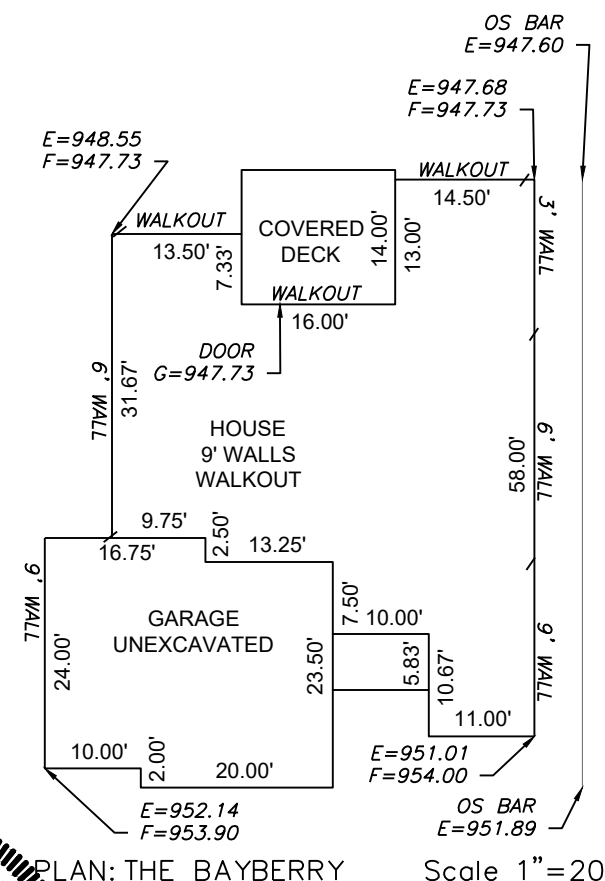 OS BAR
E=947.60
E=947.68
F=947.73
E=948.55
F=947.73
WALKOUT
14.50'
WALKOUT
13.50'
COVERED
DECK
7.33'
14.00'
13.00'
3' WALL
WALKOUT
16.00'
DOOR
G=947.73
6' WALL
31.67'
HOUSE
9' WALLS
WALKOUT
58.00'
6' WALL
9.75'
16.75'
2.50'
13.25'
9' WALL
24.00'
GARAGE
UNEXCAVATED
23.50'
7.50'
10.00'
5.83'
10.67'
9' WALL
11.00'
10.00'
2.00'
20.00'
E=951.01
F=954.00
E=952.14
F=953.90
OS BAR
E=951.89
PLAN: THE BAYBERRY
Scale 1"=20